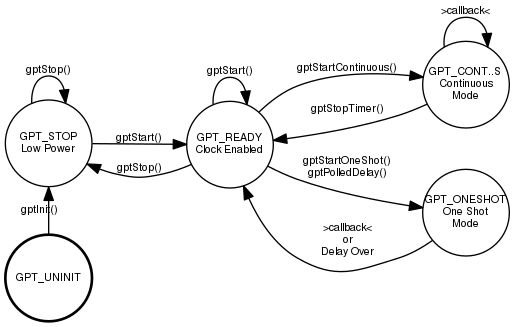 >callback<
gptStop()
gptStart()
gptStartContinuous()
GPT_CONT..S
Continuous
Mode
gptStopTimer()
GPT_STOP
Low Power
gptStart()
GPT_READY
Clock Enabled
gptStop()
gptStartOneShot()
gptPolledDelay()
GPT_ONESHOT
One Shot
Mode
gptInit()
>callback<
or
Delay Over
GPT_UNINIT